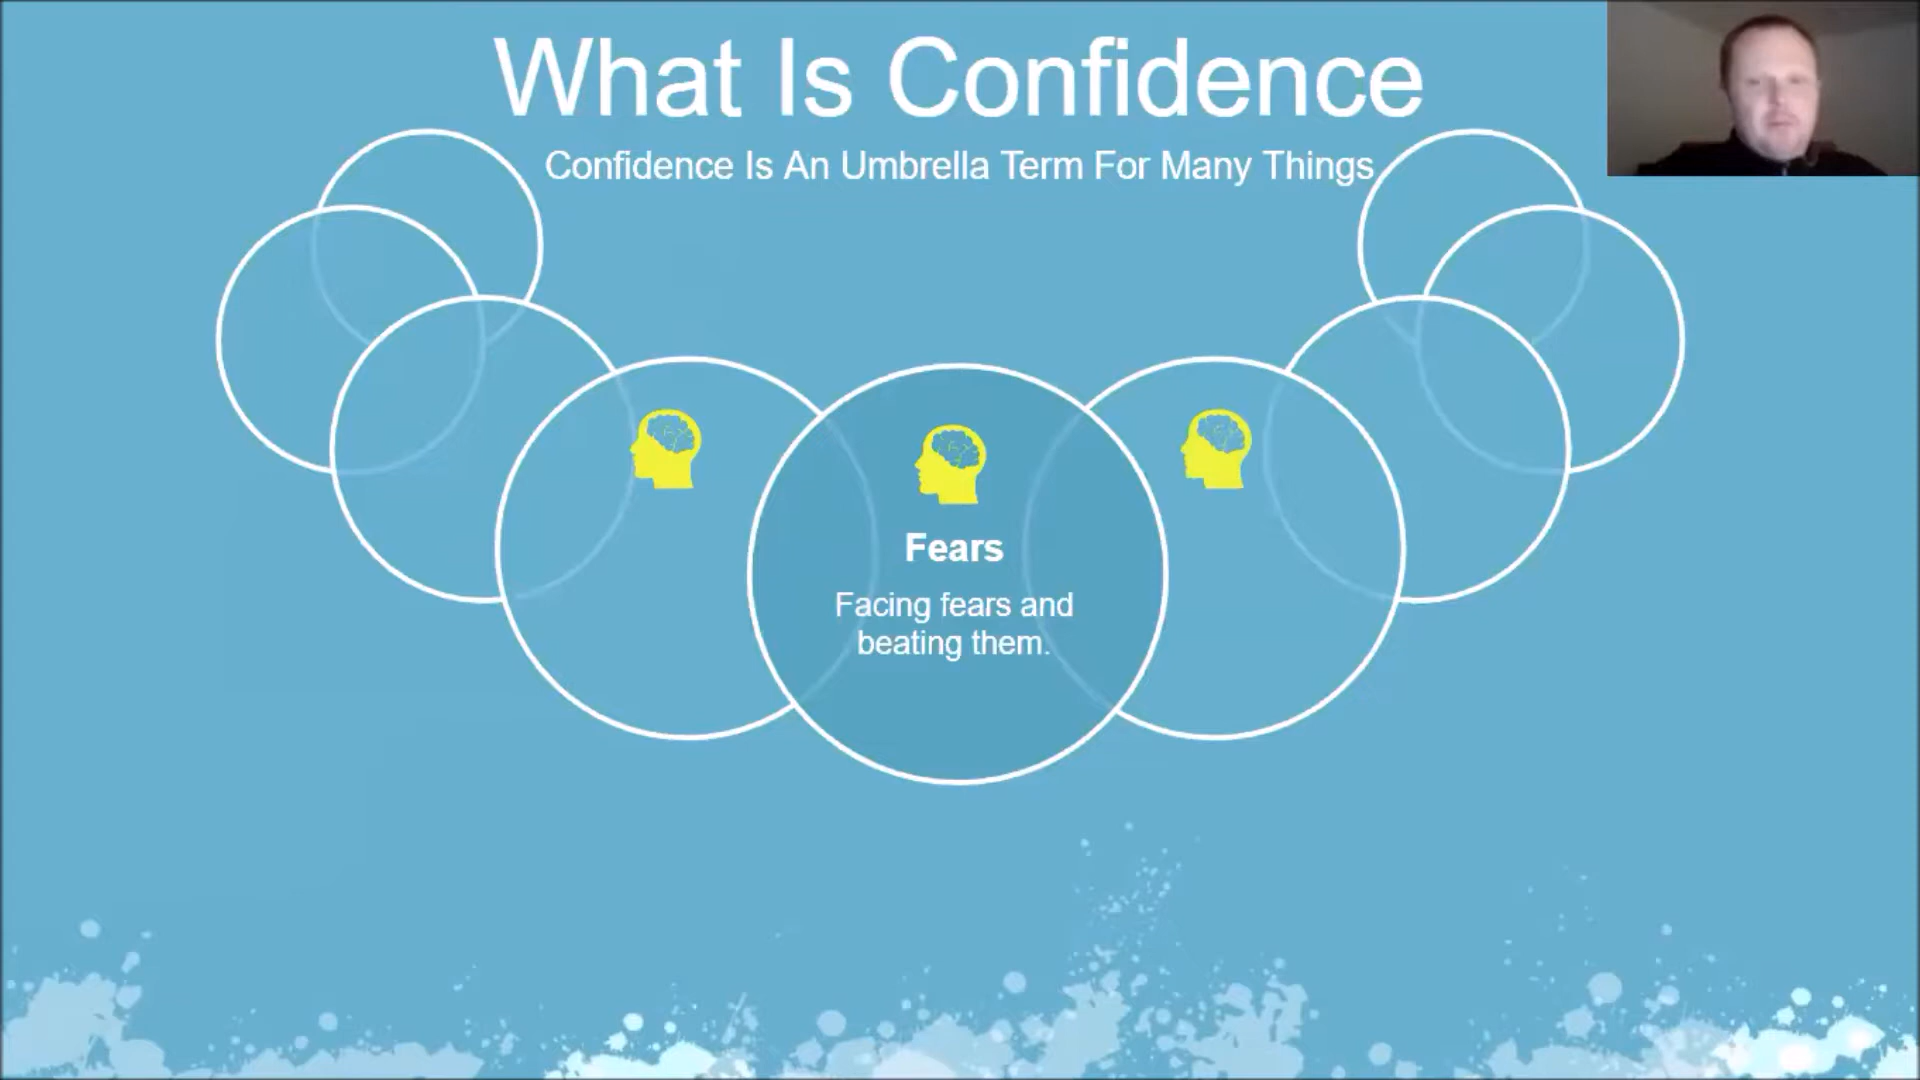 What Is Confidence
Confidence Is An Umbrella Term For Many Things
Fears
Facing fears and
beating them.